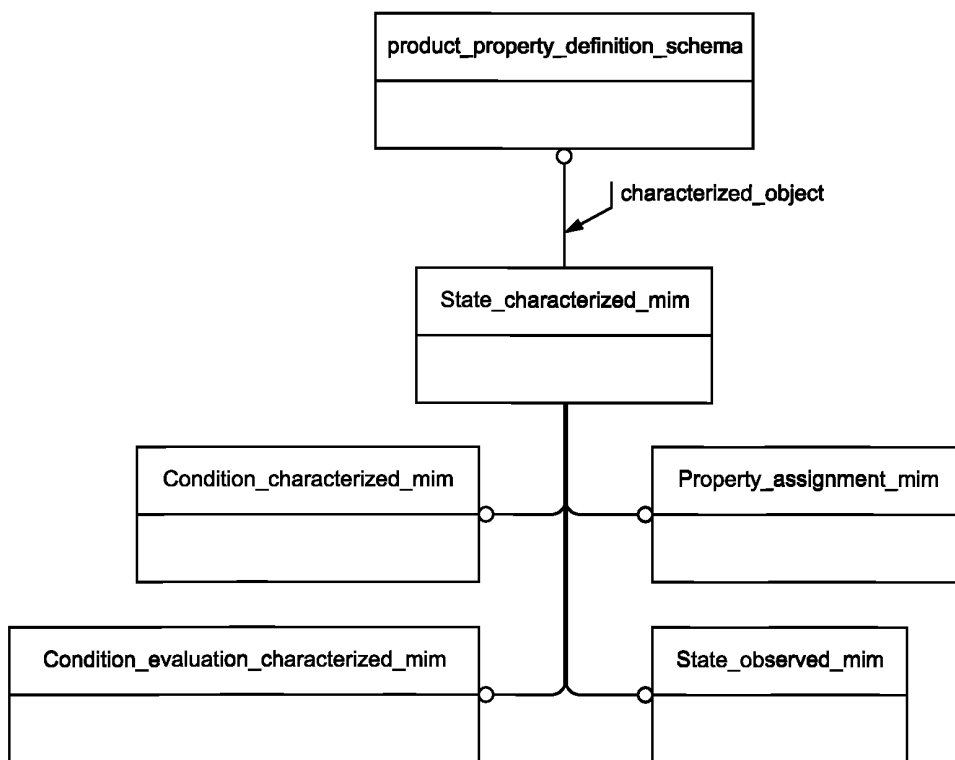 product_property_definition_schema
characterized_object
State_characterized_mim
Condition_characterized_mim
Property_assignment_mim
Condition_evaluation_characterized_mim
State_observed_mim